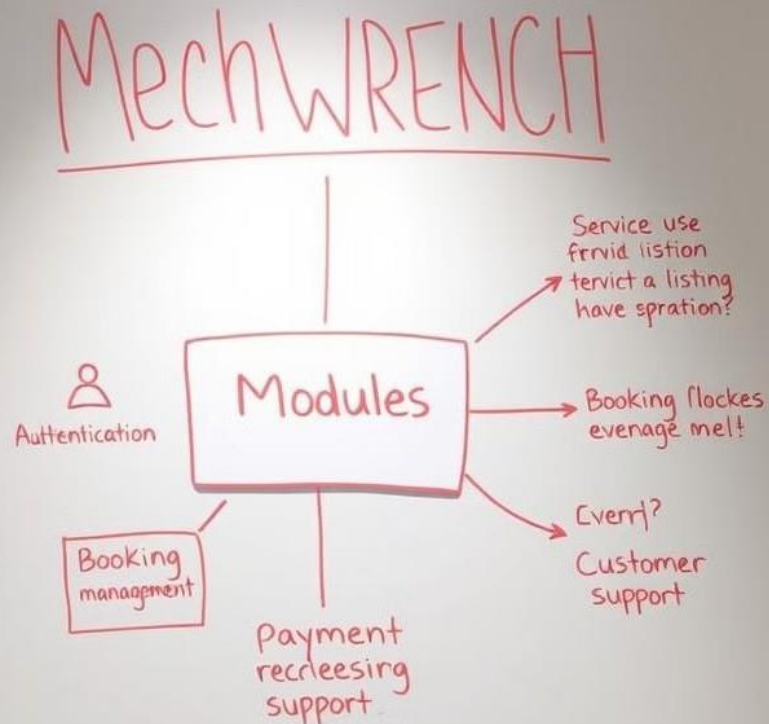 MechWRENCH
Modules
Auttentication
Booking
management
Payment
recrleesing
support
Service use
frrvid listion
tervict a listing
have spration?
Booking flockes
evenage mel!
Customer
support